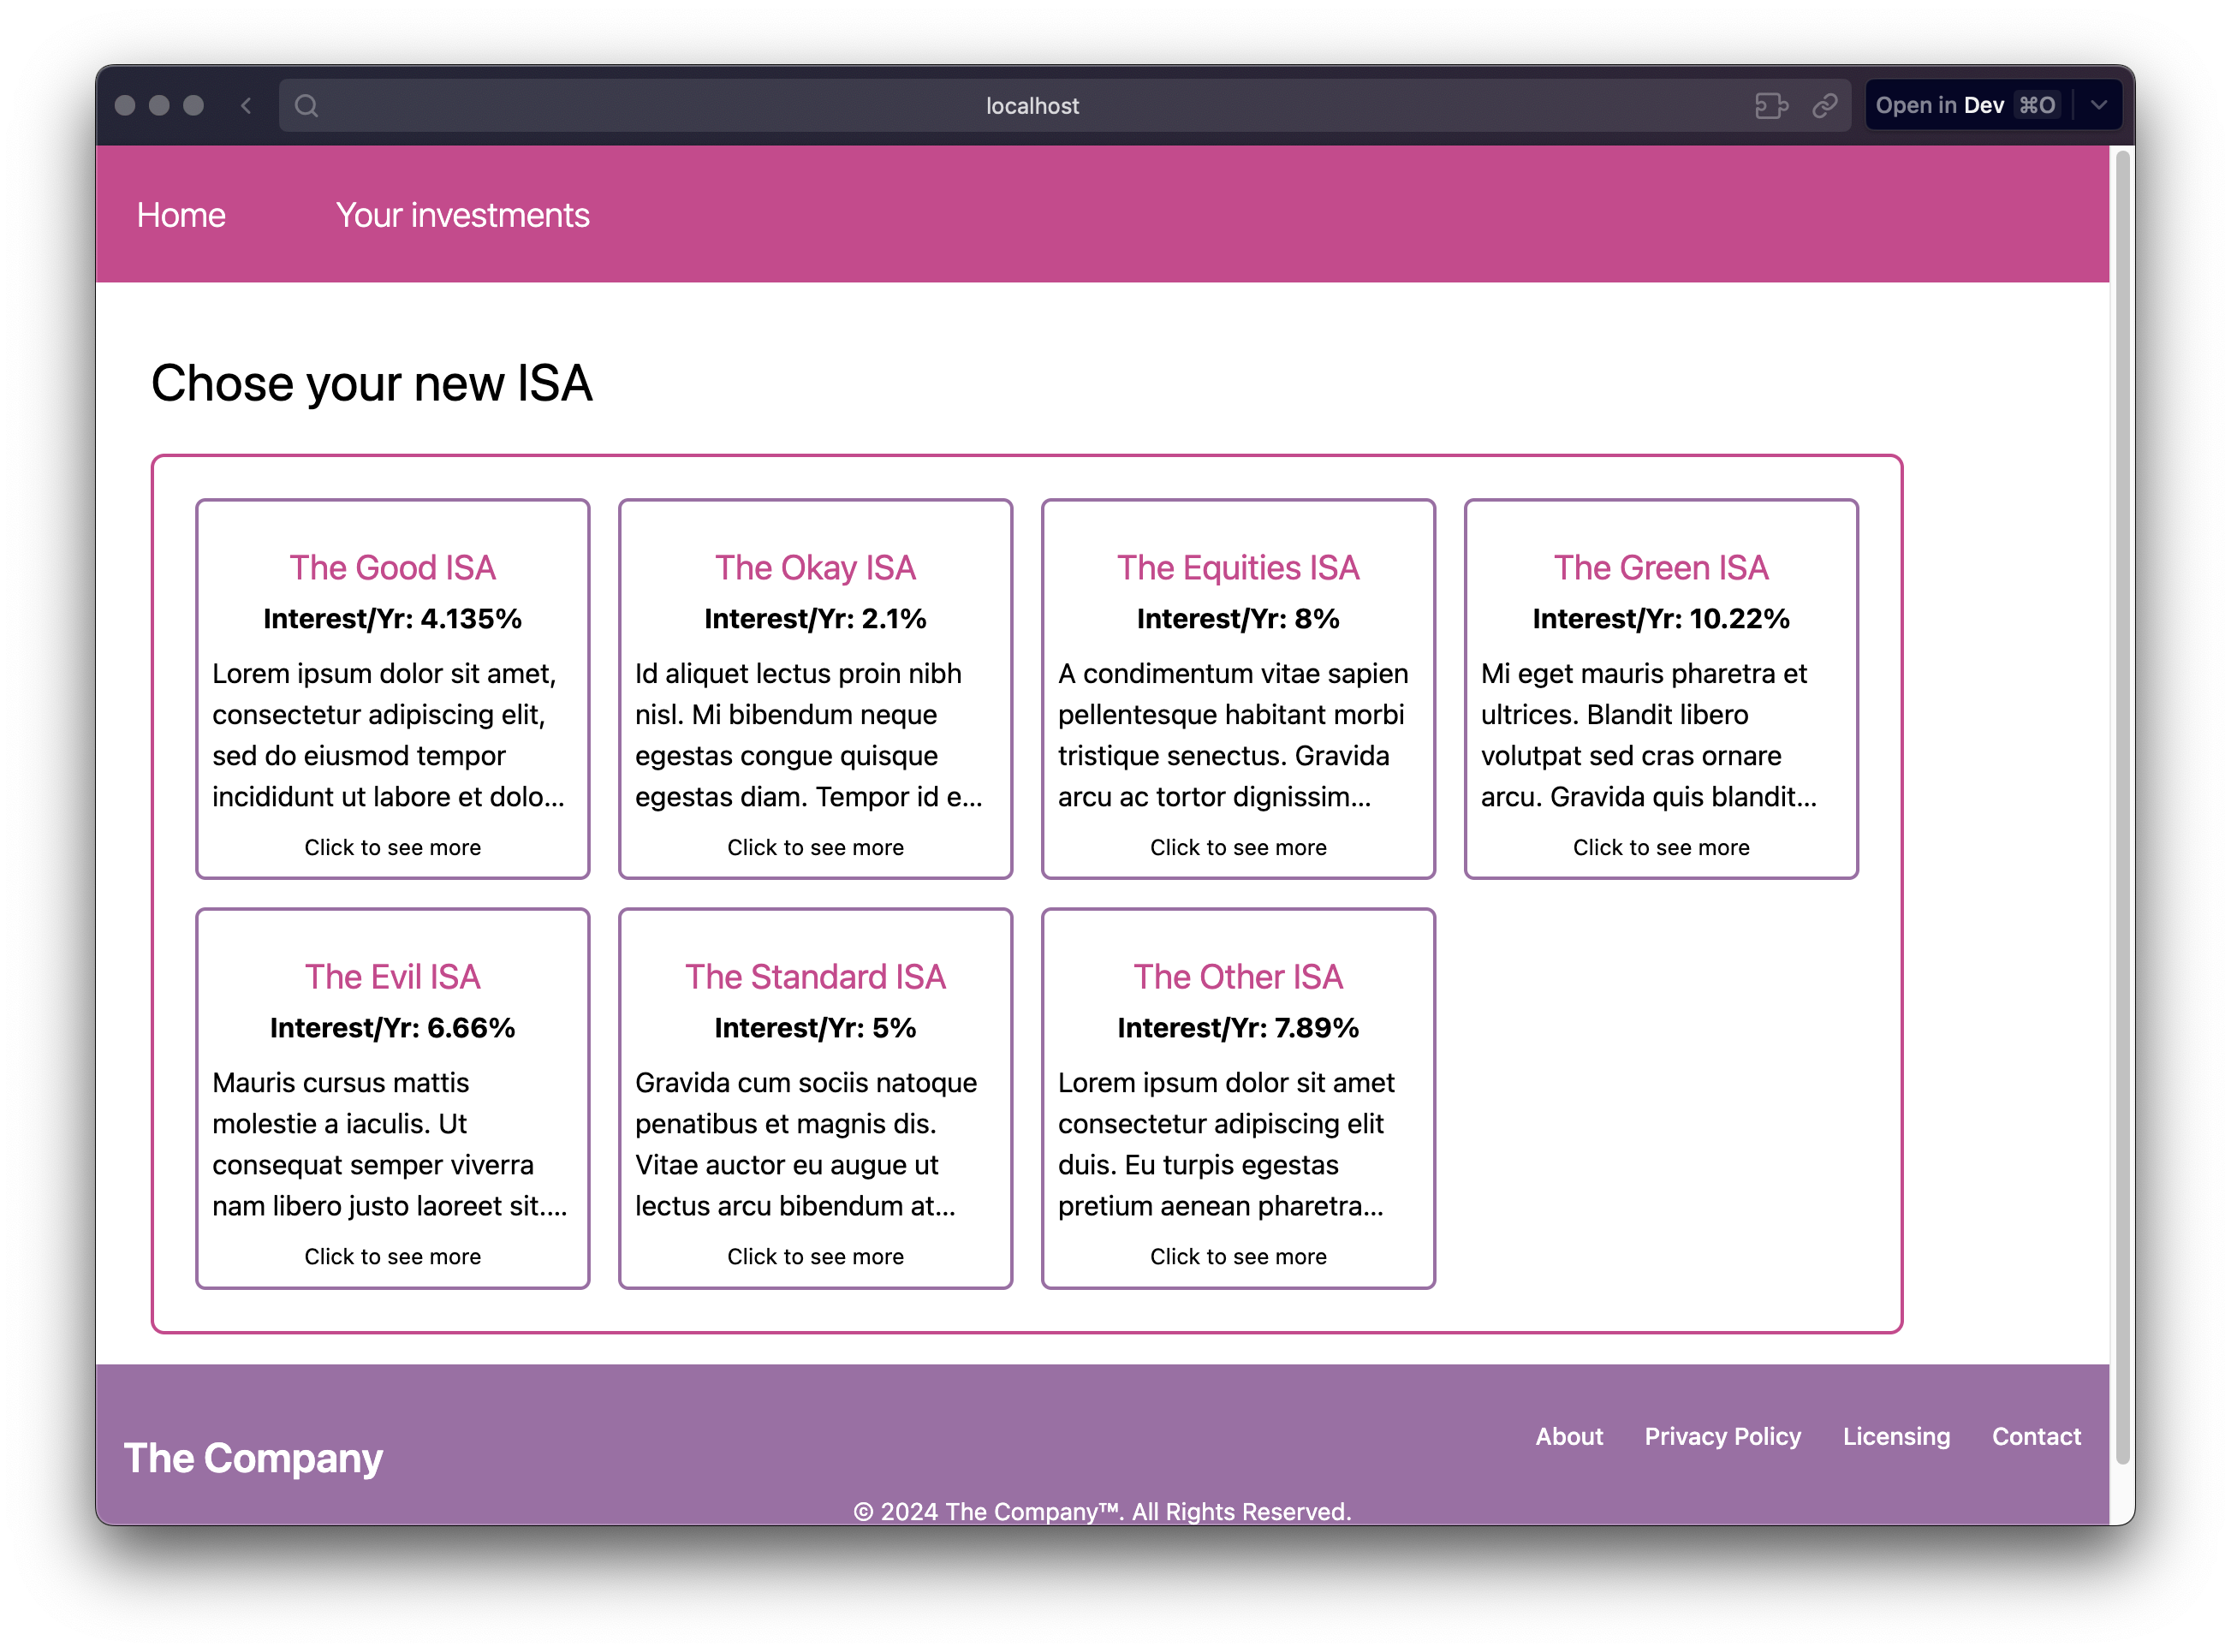 localhost
Open in Dev ⌘O
Home Your investments
Chose your new ISA
The Good ISA
Interest/Yr: 4.135%
Lorem ipsum dolor sit amet,
consectetur adipiscing elit,
sed do eiusmod tempor
incididunt ut labore et dolo...
Click to see more
The Okay ISA
Interest/Yr: 2.1%
Id aliquet lectus proin nibh
nisl. Mi bibendum neque
egestas congue quisque
egestas diam. Tempor id e...
Click to see more
The Equities ISA
Interest/Yr: 8%
A condimentum vitae sapien
pellentesque habitant morbi
tristique senectus. Gravida
arcu ac tortor dignissim...
Click to see more
The Green ISA
Interest/Yr: 10.22%
Mi eget mauris pharetra et
ultrices. Blandit libero
volutpat sed cras ornare
arcu. Gravida quis blandit...
Click to see more
The Evil ISA
Interest/Yr: 6.66%
Mauris cursus mattis
molestie a iaculis. Ut
consequat semper viverra
nam libero justo laoreet sit....
Click to see more
The Standard ISA
Interest/Yr: 5%
Gravida cum sociis natoque
penatibus et magnis dis.
Vitae auctor eu augue ut
lectus arcu bibendum at...
Click to see more
The Other ISA
Interest/Yr: 7.89%
Lorem ipsum dolor sit amet
consectetur adipiscing elit
duis. Eu turpis egestas
pretium aenean pharetra...
Click to see more
The Company
About Privacy Policy Licensing Contact
© 2024 The Company™. All Rights Reserved.